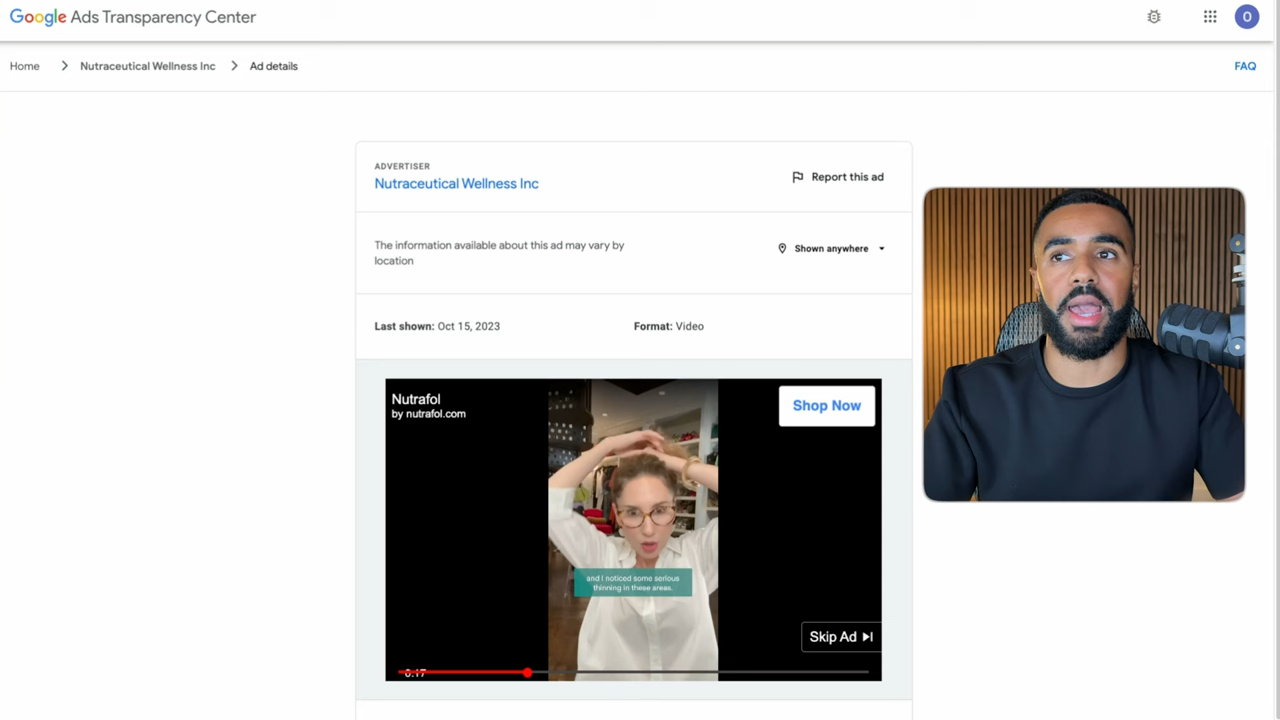 Google Ads Transparency Center
O
Home > Nutraceutical Wellness Inc > Ad details
FAQ
ADVERTISER
Nutraceutical Wellness Inc
Report this ad
The information available about this ad may vary by
location
Shown anywhere
Last shown: Oct 15, 2023
Format: Video
Nutrafol
by nutrafol.com
Shop Now
and I noticed some serious
thinning in these areas.
Skip Ad
0:17